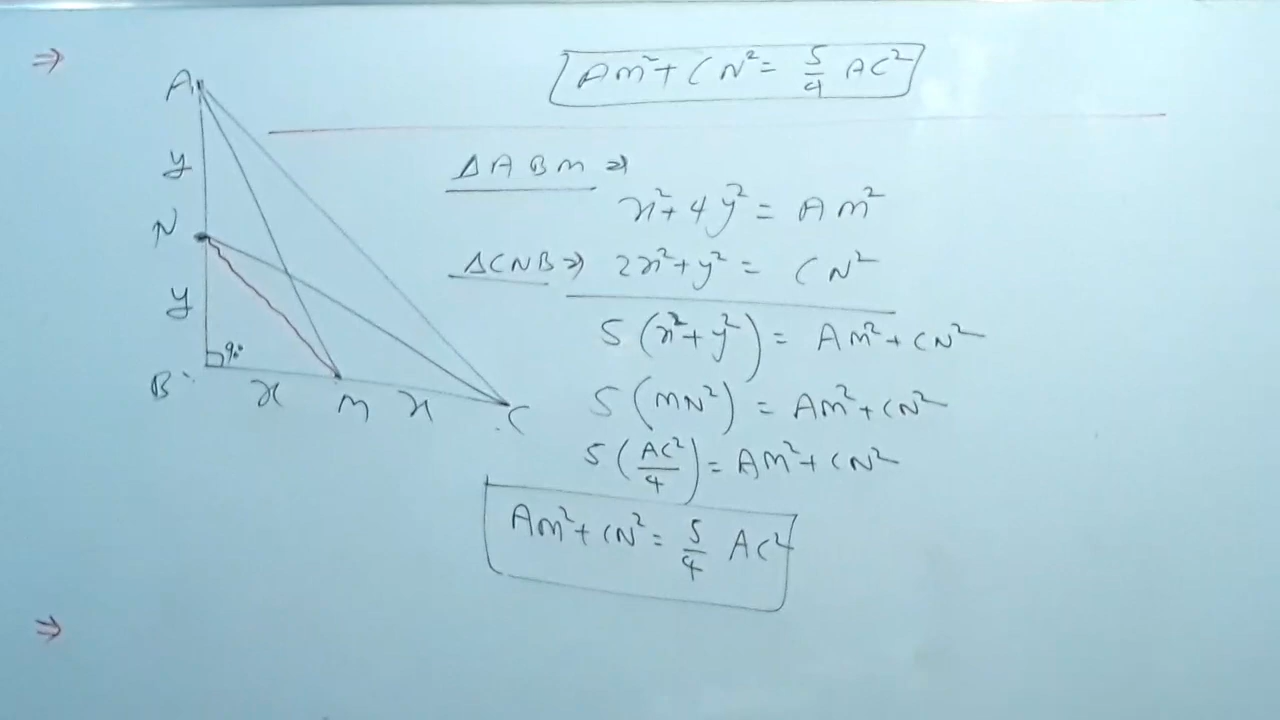 ⇒
AM² + CN² = 5/4 AC²
A
y
N
y
B
90°
x
M
x
C
ΔABM ⇒
x² + 4y² = AM²
ΔCNB ⇒ 2x² + y² = CN²
5(x² + y²) = AM² + CN²
5(MN²) = AM² + CN²
5(AC²/4) = AM² + CN²
AM² + CN² = 5/4 AC²
⇒